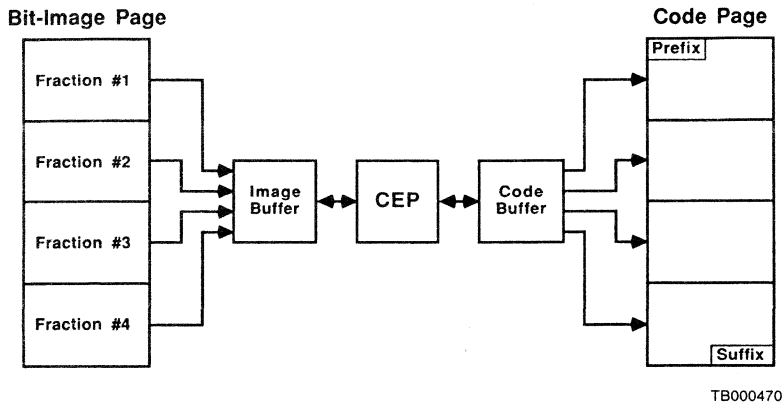 Bit-Image Page
Code Page
Fraction #1
Fraction #2
Fraction #3
Fraction #4
Image
Buffer
CEP
Code
Buffer
Prefix
Suffix
TB000470